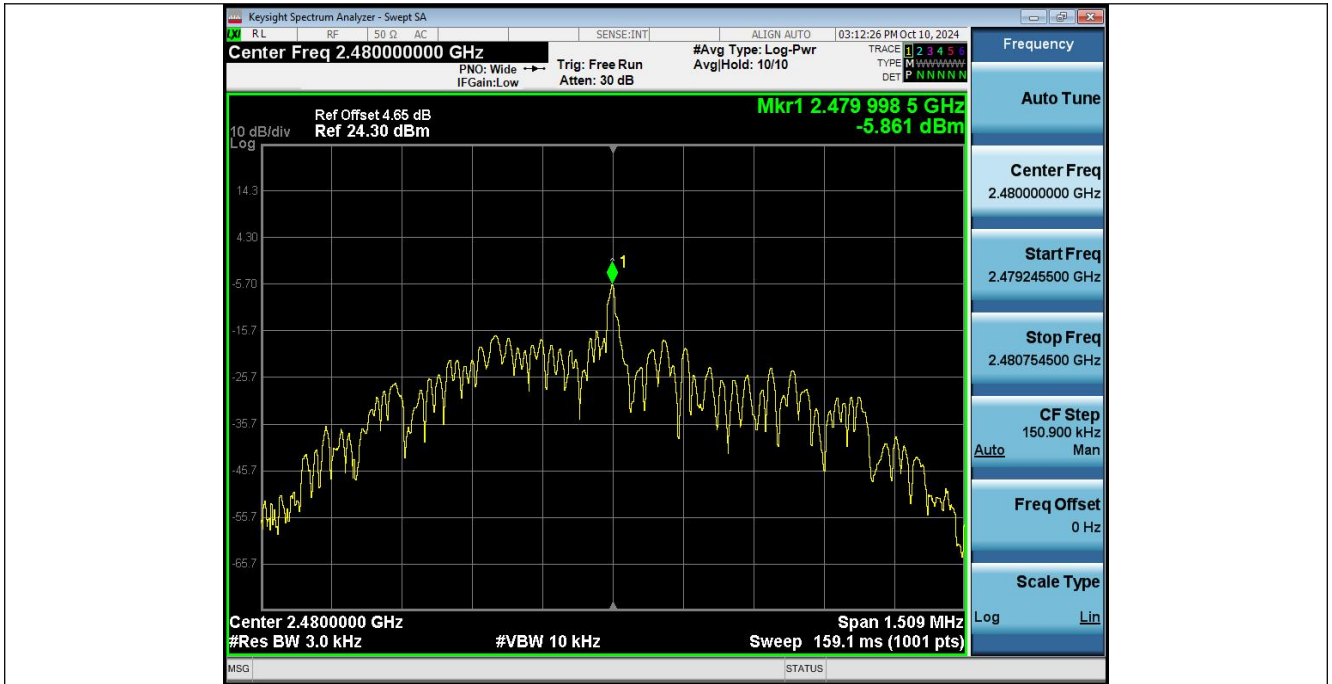 Keysight Spectrum Analyzer - Swept SA
LXI RL RF 50 Ω AC SENSE:INT ALIGN AUTO 03:12:26 PM Oct 10, 2024
Center Freq 2.480000000 GHz
PNO: Wide
IFGain:Low
Trig: Free Run
Atten: 30 dB
#Avg Type: Log-Pwr
Avg|Hold: 10/10
TRACE 1 2 3 4 5 6
TYPE M WWWWW
DET P N N N N N
Mkr1 2.479 998 5 GHz
-5.861 dBm
Ref Offset 4.65 dB
10 dB/div Ref 24.30 dBm
Log
14.3
4.30
-5.70
-15.7
-25.7
-35.7
-45.7
-55.7
-65.7
1
Center 2.4800000 GHz Span 1.509 MHz
#Res BW 3.0 kHz #VBW 10 kHz Sweep 159.1 ms (1001 pts)
MSG STATUS
Frequency
Auto Tune
Center Freq
2.480000000 GHz
Start Freq
2.479245500 GHz
Stop Freq
2.480754500 GHz
CF Step
150.900 kHz
Auto Man
Freq Offset
0 Hz
Scale Type
Log Lin